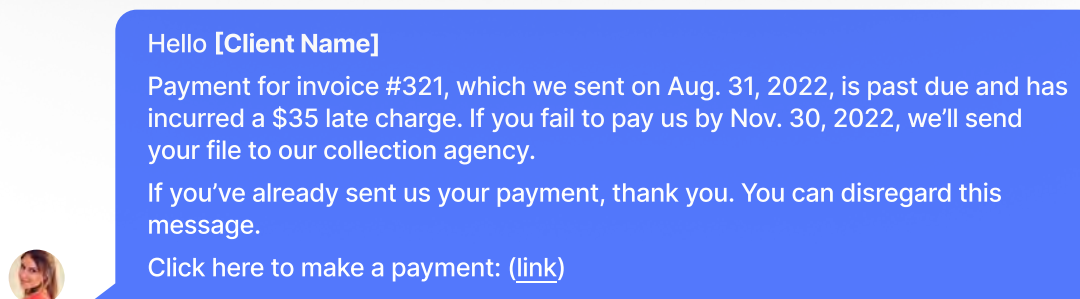 Hello [Client Name]
Payment for invoice #321, which we sent on Aug. 31, 2022, is past due and has
incurred a $35 late charge. If you fail to pay us by Nov. 30, 2022, we’ll send
your file to our collection agency.
If you’ve already sent us your payment, thank you. You can disregard this
message.
Click here to make a payment: (link)